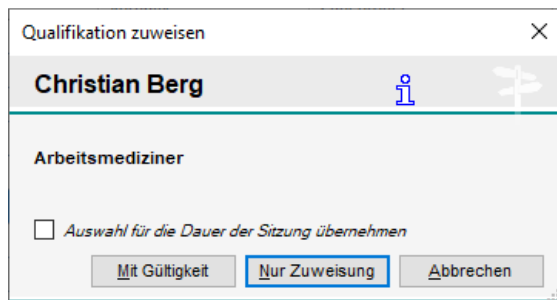 Qualifikation zuweisen
Christian Berg
Arbeitsmediziner
Auswahl für die Dauer der Sitzung übernehmen
Mit Gültigkeit Nur Zuweisung Abbrechen